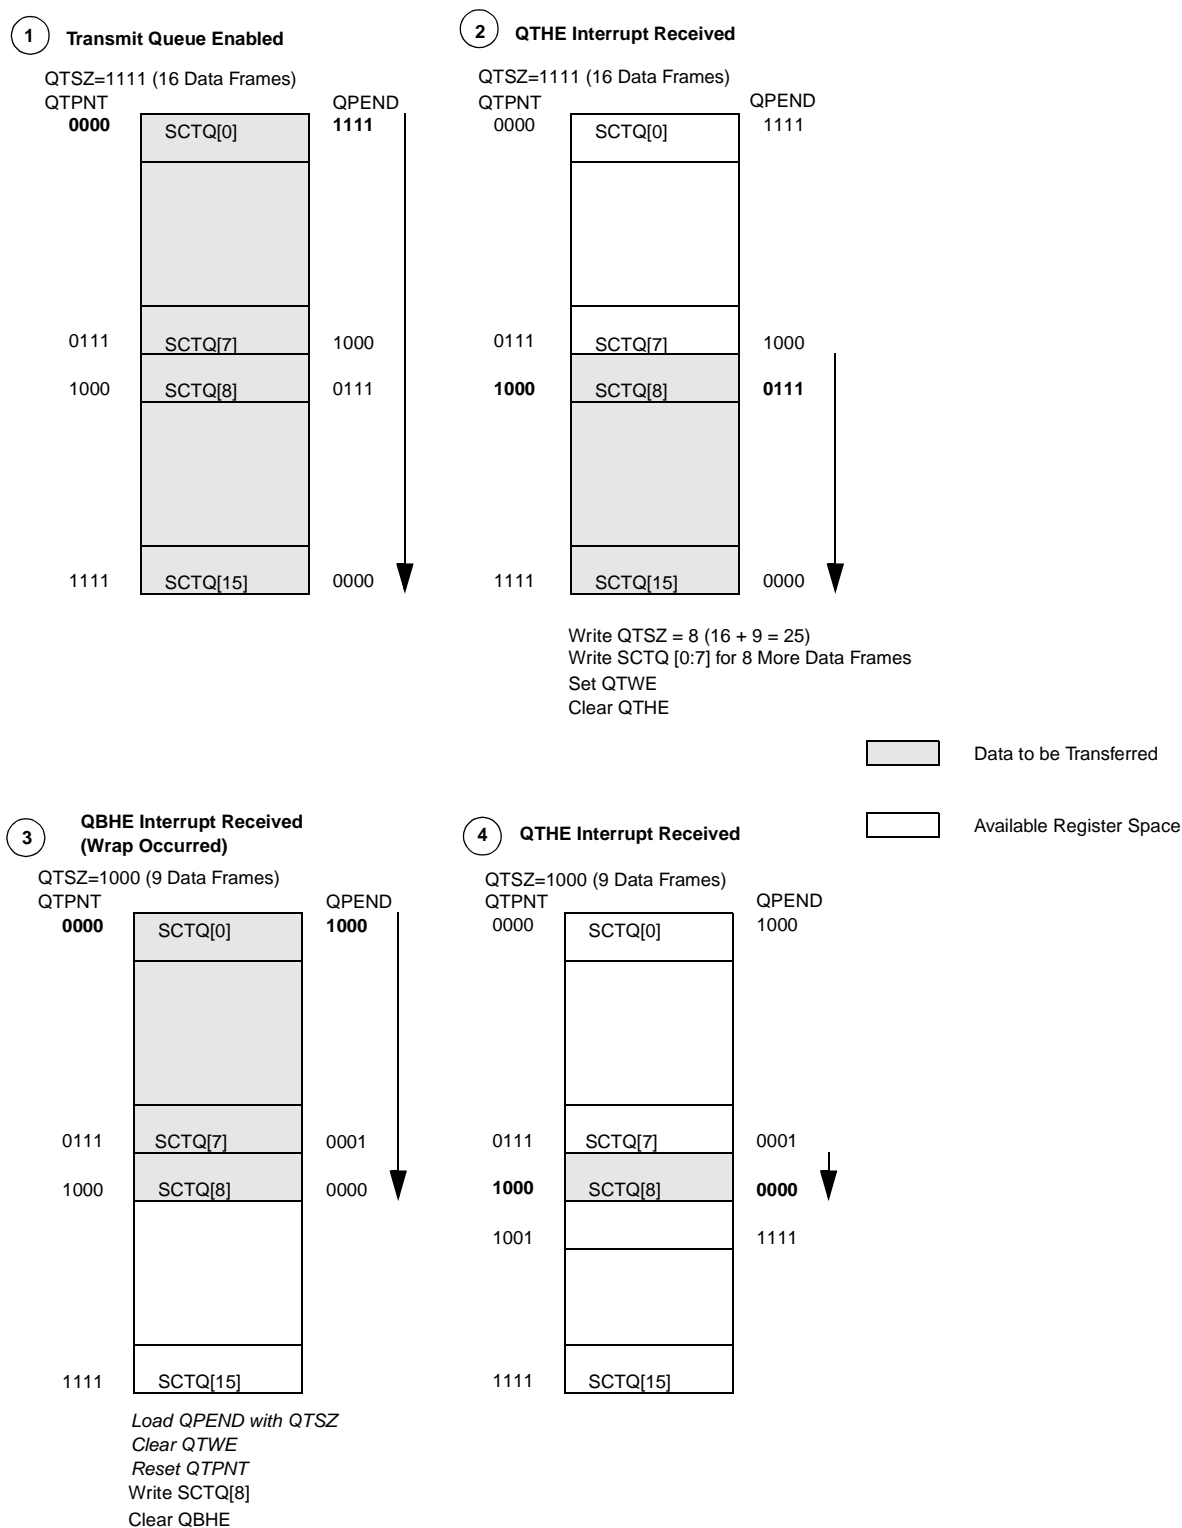 1 Transmit Queue Enabled
QTSZ=1111 (16 Data Frames)
QTPNT QPEND
0000 SCTQ[0] 1111
0111 SCTQ[7] 1000
1000 SCTQ[8] 0111
1111 SCTQ[15] 0000
2 QTHE Interrupt Received
QTSZ=1111 (16 Data Frames)
QTPNT QPEND
0000 SCTQ[0] 1111
0111 SCTQ[7] 1000
1000 SCTQ[8] 0111
1111 SCTQ[15] 0000
Write QTSZ = 8 (16 + 9 = 25)
Write SCTQ [0:7] for 8 More Data Frames
Set QTWE
Clear QTHE
Data to be Transferred
Available Register Space
3 QBHE Interrupt Received
(Wrap Occurred)
QTSZ=1000 (9 Data Frames)
QTPNT QPEND
0000 SCTQ[0] 1000
0111 SCTQ[7] 0001
1000 SCTQ[8] 0000
1111 SCTQ[15]
Load QPEND with QTSZ
Clear QTWE
Reset QTPNT
Write SCTQ[8]
Clear QBHE
4 QTHE Interrupt Received
QTSZ=1000 (9 Data Frames)
QTPNT QPEND
0000 SCTQ[0] 1000
0111 SCTQ[7] 0001
1000 SCTQ[8] 0000
1001 1111
1111 SCTQ[15]